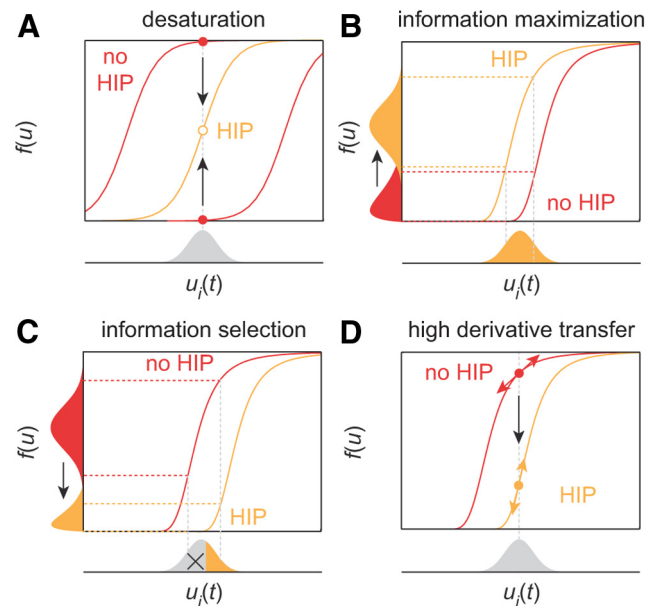 A
desaturation
no
HIP
HIP
f(u)
u_i(t)
B
information maximization
HIP
no HIP
f(u)
u_i(t)
C
information selection
no HIP
HIP
f(u)
u_i(t)
D
high derivative transfer
no HIP
HIP
f(u)
u_i(t)